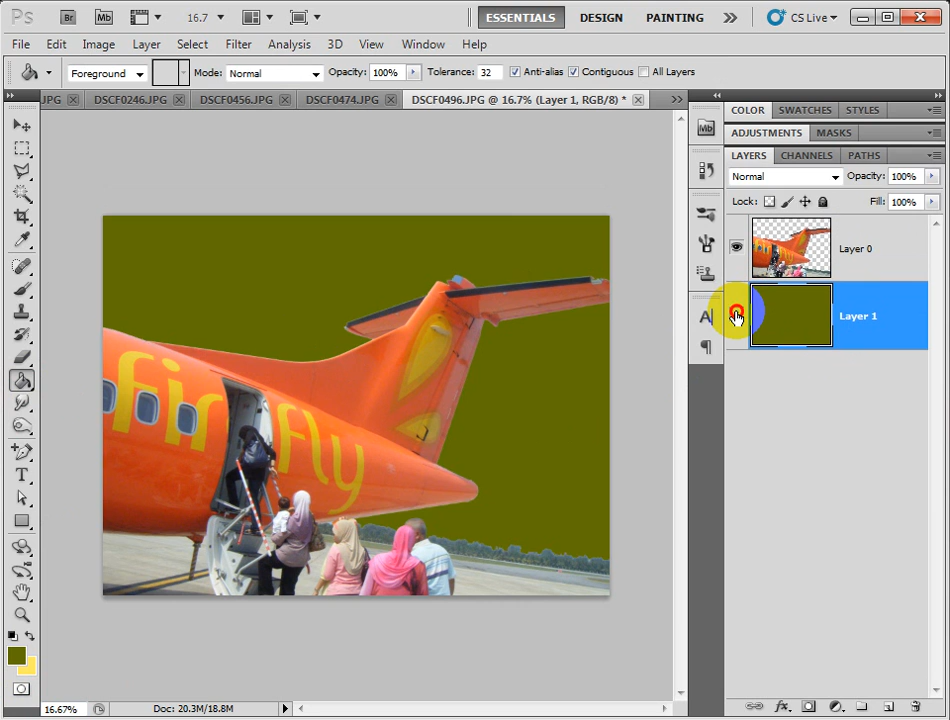 Ps Br Mb 16.7 ESSENTIALS DESIGN PAINTING CS Live
File Edit Image Layer Select Filter Analysis 3D View Window Help
Foreground Mode: Normal Opacity: 100% Tolerance: 32 Anti-alias Contiguous All Layers
JPG DSCF0246.JPG DSCF0456.JPG DSCF0474.JPG DSCF0496.JPG @ 16.7% (Layer 1, RGB/8) *
COLOR SWATCHES STYLES
ADJUSTMENTS MASKS
LAYERS CHANNELS PATHS
Normal Opacity: 100%
Lock: Fill: 100%
Layer 0
Layer 1
Mb
A
T
firefly
16.67% Doc: 20.3M/18.8M
fx